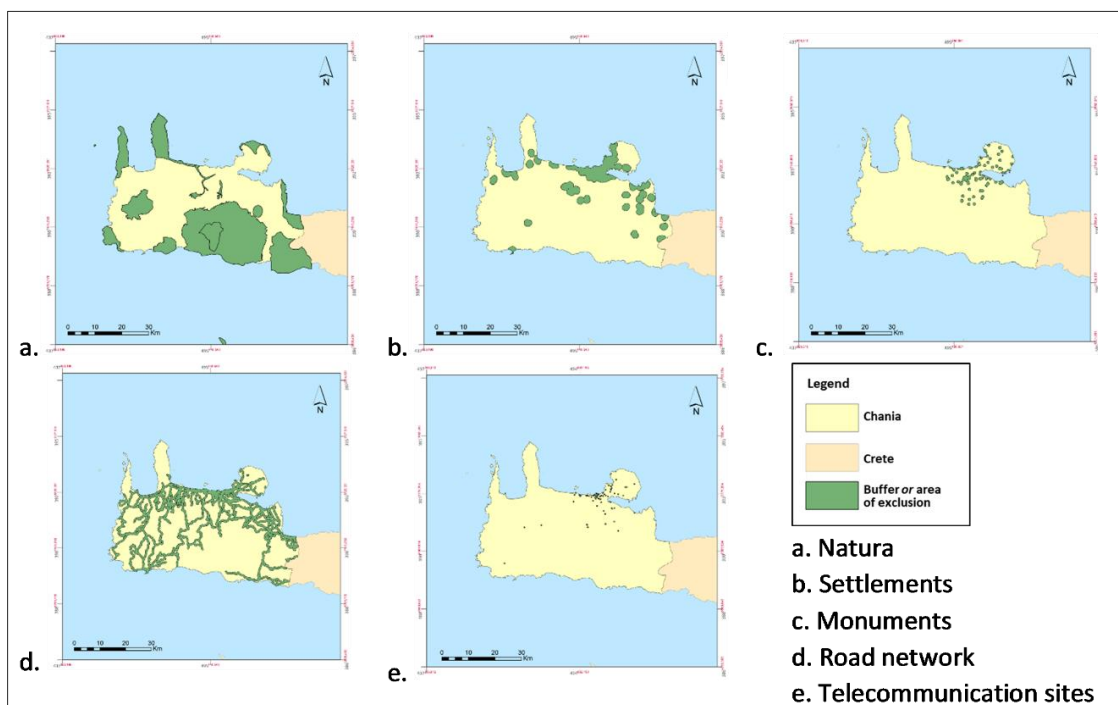 N
0 10 20 30
Km
a.
N
0 10 20 30
Km
b.
N
0 10 20 30
Km
c.
N
0 10 20 30
Km
d.
N
0 10 20 30
Km
e.
Legend
Chania
Crete
Buffer or area
of exclusion
a. Natura
b. Settlements
c. Monuments
d. Road network
e. Telecommunication sites